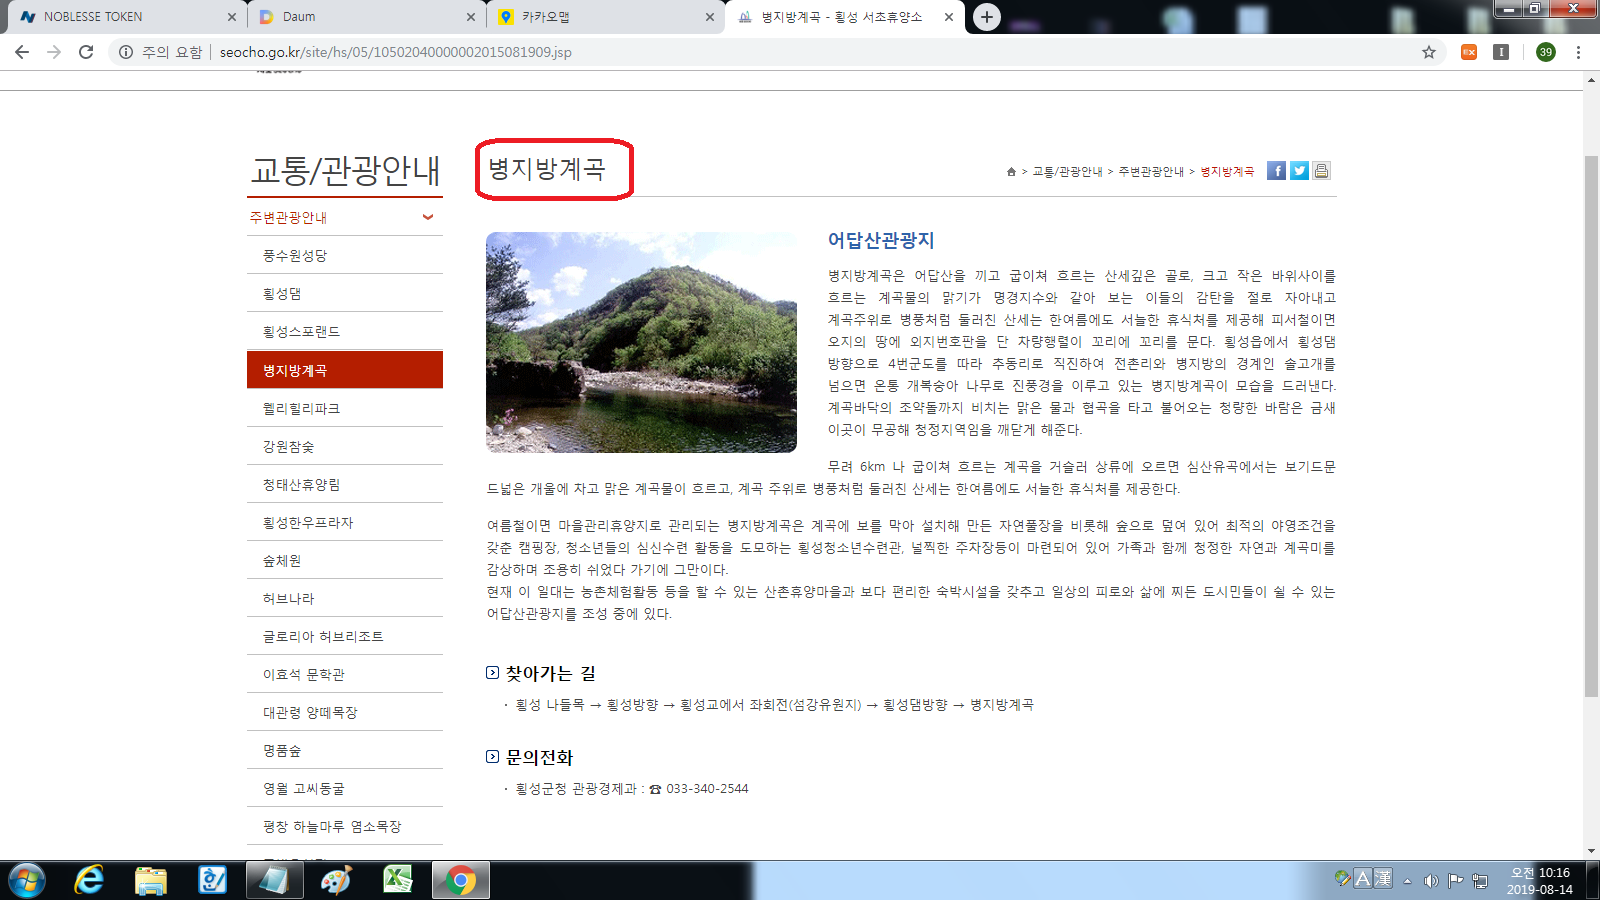 NOBLESSE TOKEN
Daum
카카오맵
병지방계곡 - 횡성 서초휴양소
주의 요함
seocho.go.kr/site/hs/05/10502040000002015081909.jsp
39
교통/관광안내
주변관광안내
풍수원성당
횡성댐
횡성스포랜드
병지방계곡
웰리힐리파크
강원참숯
청태산휴양림
횡성한우프라자
숲체원
허브나라
글로리아 허브리조트
이효석 문학관
대관령 양떼목장
명품숲
영월 고씨동굴
평창 하늘마루 염소목장
병지방계곡
> 교통/관광안내 > 주변관광안내 > 병지방계곡
어답산관광지
병지방계곡은 어답산을 끼고 굽이쳐 흐르는 산세깊은 골로, 크고 작은 바위사이를
흐르는 계곡물의 맑기가 명경지수와 같아 보는 이들의 감탄을 절로 자아내고
계곡주위로 병풍처럼 둘러진 산세는 한여름에도 서늘한 휴식처를 제공해 피서철이면
오지의 땅에 외지번호판을 단 차량행렬이 꼬리에 꼬리를 문다. 횡성읍에서 횡성댐
방향으로 4번군도를 따라 추동리로 직진하여 전촌리와 병지방의 경계인 솔고개를
넘으면 온통 개복숭아 나무로 진풍경을 이루고 있는 병지방계곡이 모습을 드러낸다.
계곡바닥의 조약돌까지 비치는 맑은 물과 협곡을 타고 불어오는 청량한 바람은 금새
이곳이 무공해 청정지역임을 깨닫게 해준다.
무려 6km 나 굽이쳐 흐르는 계곡을 거슬러 상류에 오르면 심산유곡에서는 보기드문
드넓은 개울에 차고 맑은 계곡물이 흐르고, 계곡 주위로 병풍처럼 둘러진 산세는 한여름에도 서늘한 휴식처를 제공한다.
여름철이면 마을관리휴양지로 관리되는 병지방계곡은 계곡에 보를 막아 설치해 만든 자연풀장을 비롯해 숲으로 덮여 있어 최적의 야영조건을
갖춘 캠핑장, 청소년들의 심신수련 활동을 도모하는 횡성청소년수련관, 널찍한 주차장등이 마련되어 있어 가족과 함께 청정한 자연과 계곡미를
감상하며 조용히 쉬었다 가기에 그만이다.
현재 이 일대는 농촌체험활동 등을 할 수 있는 산촌휴양마을과 보다 편리한 숙박시설을 갖추고 일상의 피로와 삶에 찌든 도시민들이 쉴 수 있는
어답산관광지를 조성 중에 있다.
찾아가는 길
· 횡성 나들목 → 횡성방향 → 횡성교에서 좌회전(섬강유원지) → 횡성댐방향 → 병지방계곡
문의전화
· 횡성군청 관광경제과 : ☎ 033-340-2544
A 漢
오전 10:16
2019-08-14